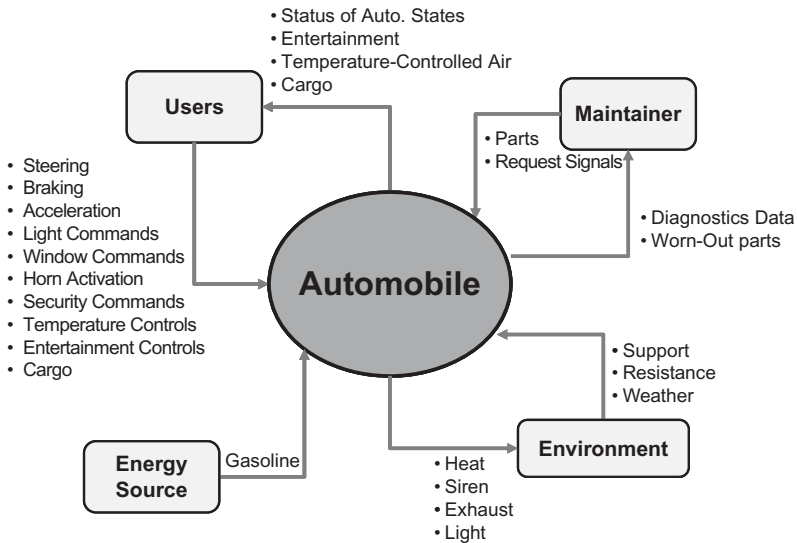 • Status of Auto. States
• Entertainment
• Temperature-Controlled Air
• Cargo
Users
Maintainer
• Parts
• Request Signals
• Steering
• Braking
• Acceleration
• Light Commands
• Window Commands
• Horn Activation
• Security Commands
• Temperature Controls
• Entertainment Controls
• Cargo
• Diagnostics Data
• Worn-Out parts
Automobile
• Support
• Resistance
• Weather
Energy
Source
Gasoline
Environment
• Heat
• Siren
• Exhaust
• Light